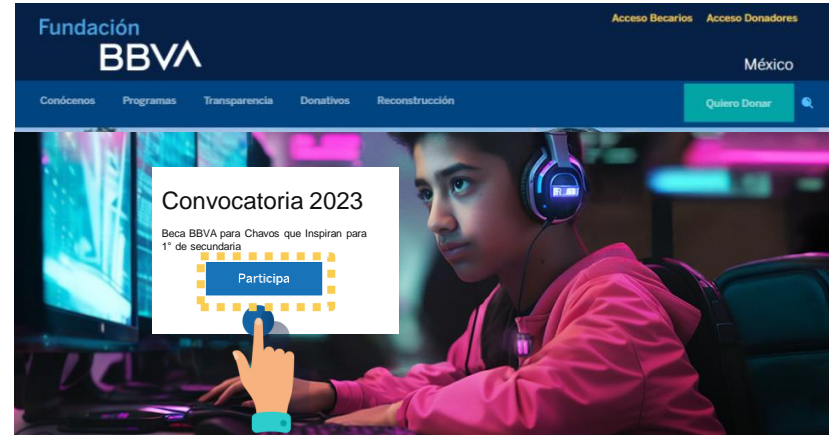 Fundación
BBVA
Acceso Becarios Acceso Donadores
México
Conócenos Programas Transparencia Donativos Reconstrucción Quiero Donar
Convocatoria 2023
Beca BBVA para Chavos que Inspiran para
1° de secundaria
Participa